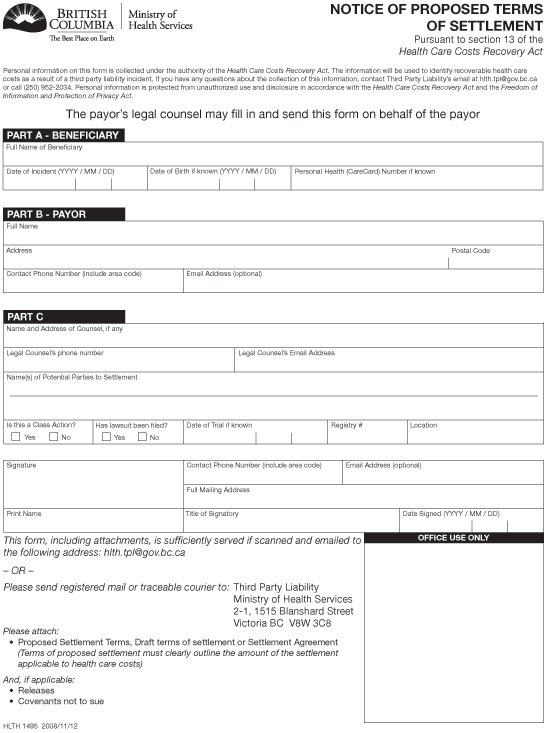 BRITISH
COLUMBIA
The Best Place on Earth
Ministry of
Health Services
NOTICE OF PROPOSED TERMS
OF SETTLEMENT
Pursuant to section 13 of the
Health Care Costs Recovery Act
Personal information on this form is collected under the authority of the Health Care Costs Recovery Act. The information will be used to identify recoverable health care
costs as a result of a third party liability incident. If you have any questions about the collection of this information, contact Third Party Liability's email at hlth.tpl@gov.bc.ca
or call (250) 952-2034. Personal information is protected from unauthorized use and disclosure in accordance with the Health Care Costs Recovery Act and the Freedom of
Information and Protection of Privacy Act.
The payor's legal counsel may fill in and send this form on behalf of the payor
PART A - BENEFICIARY
Full Name of Beneficiary
Date of Incident (YYYY / MM / DD)
Date of Birth if known (YYYY / MM / DD)
Personal Health (CareCard) Number if known
PART B - PAYOR
Full Name
Address
Postal Code
Contact Phone Number (include area code)
Email Address (optional)
PART C
Name and Address of Counsel, if any
Legal Counsel's phone number
Legal Counsel's Email Address
Name(s) of Potential Parties to Settlement
Is this a Class Action?
Yes No
Has lawsuit been filed?
Yes No
Date of Trial if known
Registry #
Location
Signature
Contact Phone Number (include area code)
Email Address (optional)
Full Mailing Address
Print Name
Title of Signatory
Date Signed (YYYY / MM / DD)
This form, including attachments, is sufficiently served if scanned and emailed to
the following address: hlth.tpl@gov.bc.ca
– OR –
Please send registered mail or traceable courier to: Third Party Liability
Ministry of Health Services
2-1, 1515 Blanshard Street
Victoria BC V8W 3C8
Please attach:
• Proposed Settlement Terms, Draft terms of settlement or Settlement Agreement
(Terms of proposed settlement must clearly outline the amount of the settlement
applicable to health care costs)
And, if applicable:
• Releases
• Covenants not to sue
OFFICE USE ONLY
HLTH 1495 2008/11/12